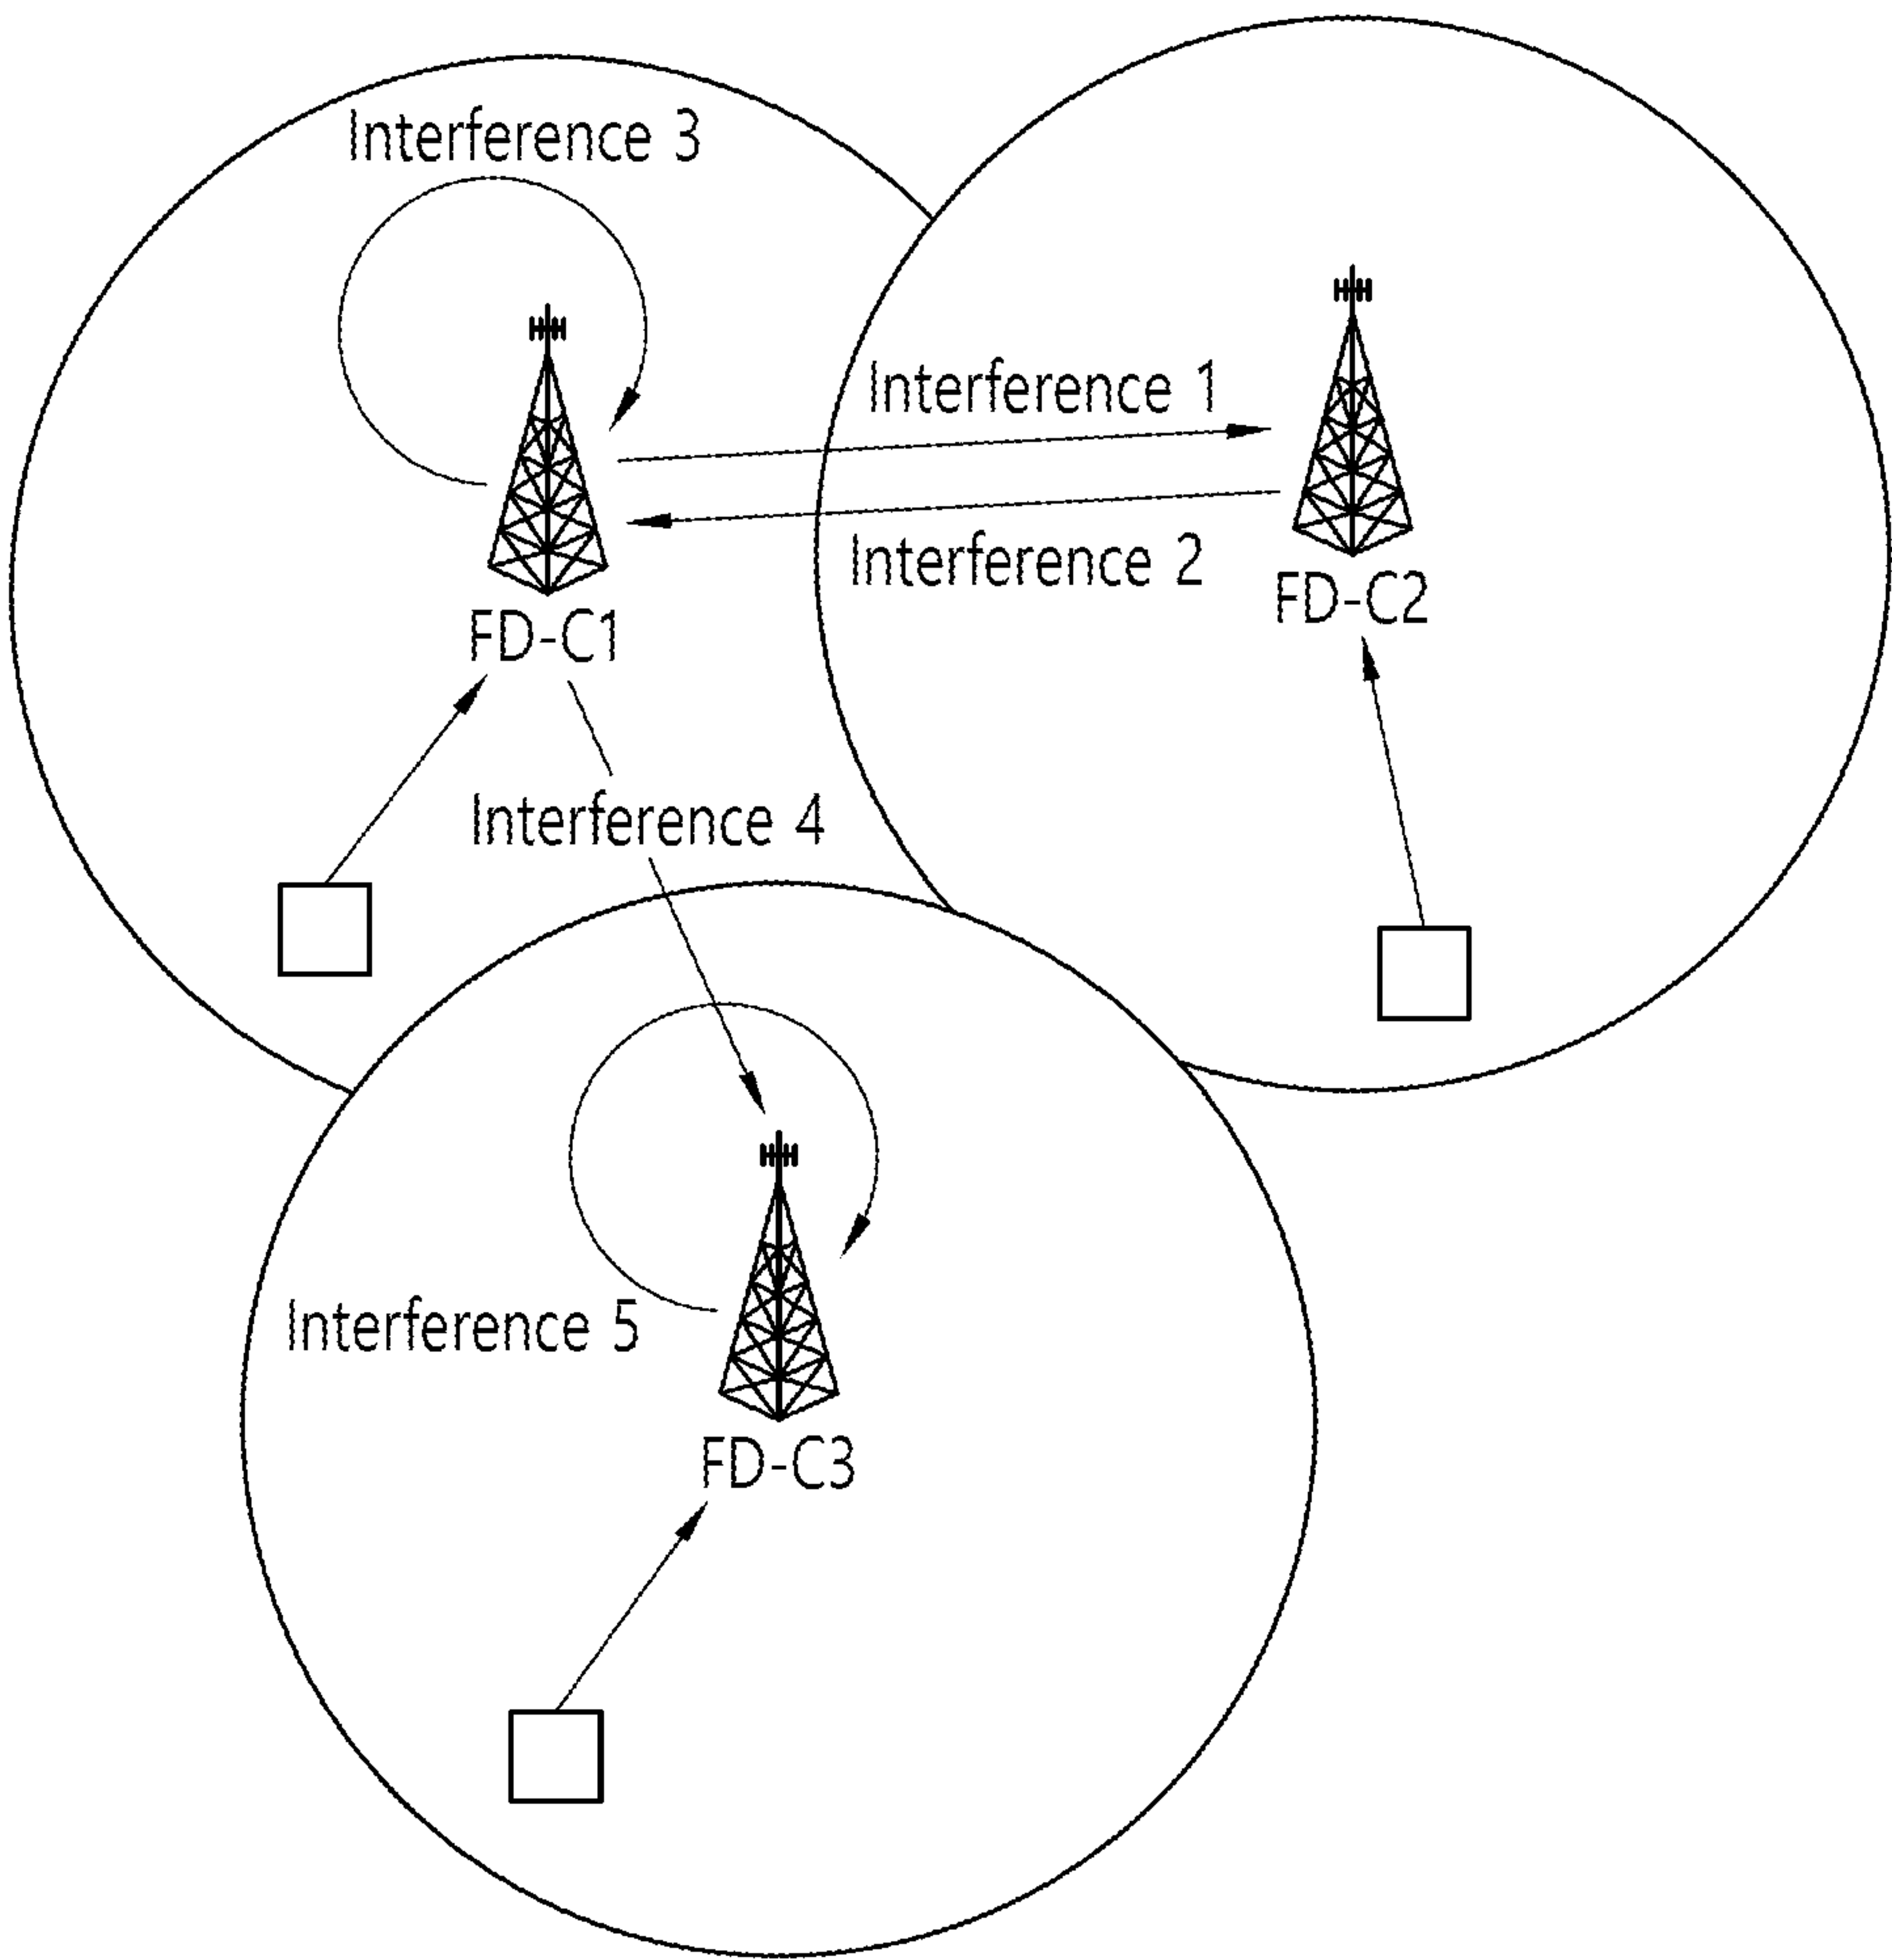 Interference 3
Interference 1
Interference 2
FD-C2
FD-C1
Interference 4
Interference 5
FD-C3